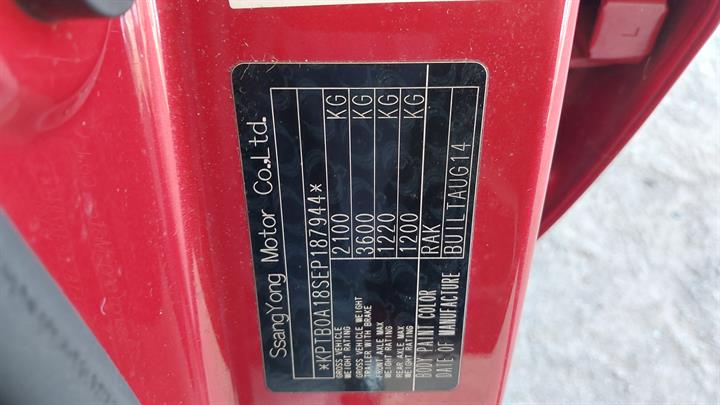 SsangYong Motor Co.,Ltd.
*KPTB0A18SEP187944*
GROSS VEHICLE WEIGHT RATING 2100 KG
GROSS VEHICLE WEIGHT TRAILER WITH BRAKE 3600 KG
FRONT AXLE MAX WEIGHT RATING 1220 KG
REAR AXLE MAX WEIGHT RATING 1200 KG
BODY PAINT COLOR RAK
DATE OF MANUFACTURE BUILTAUG14